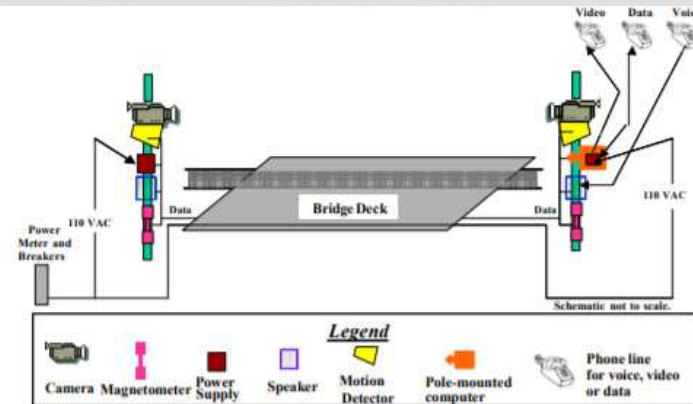 Video Data Voic
110 VAC
Power
Meter and
Breakers
Data
Bridge Deck
Data
110 VAC
Schematic not to scale.
Legend
Camera
Magnetometer
Power
Supply
Speaker
Motion
Detector
Pole-mounted
computer
Phone line
for voice, video
or data